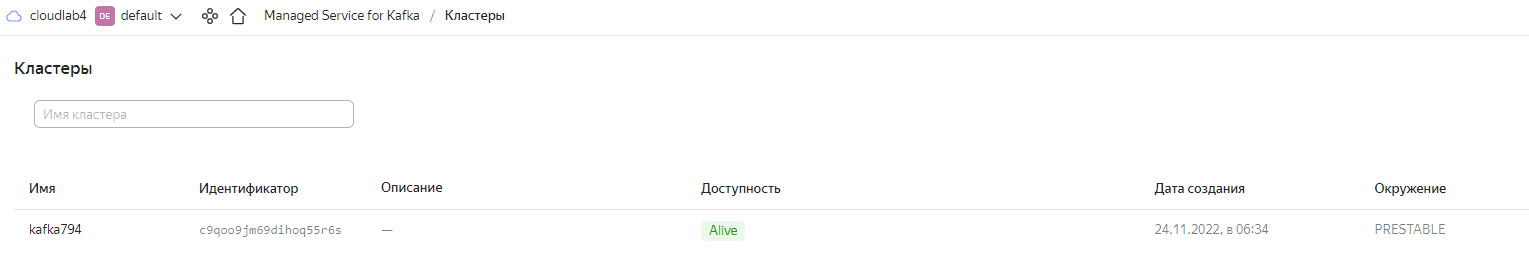 cloudlab4 DE default Managed Service for Kafka / Кластеры
Кластеры
Имя кластера
Имя Идентификатор Описание Доступность Дата создания Окружение
kafka794 c9qoo9jm69dihoq55r6s — Alive 24.11.2022, в 06:34 PRESTABLE